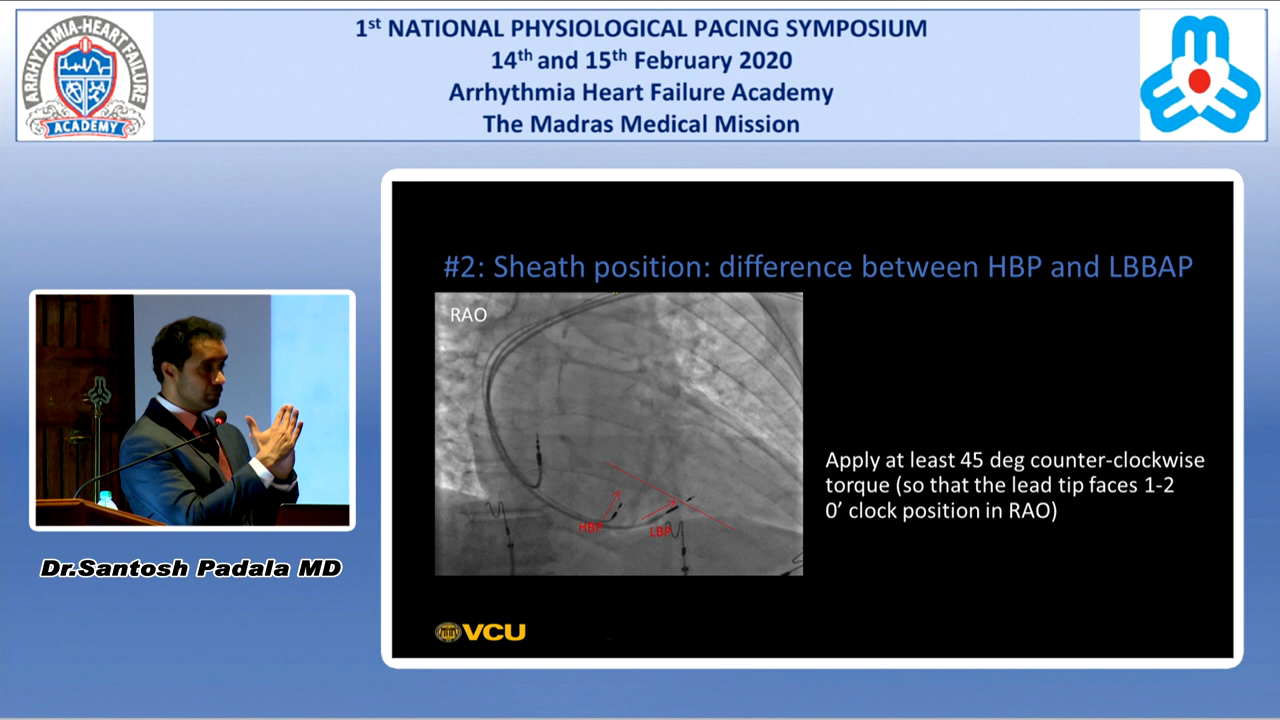 1st NATIONAL PHYSIOLOGICAL PACING SYMPOSIUM
14th and 15th February 2020
Arrhythmia Heart Failure Academy
The Madras Medical Mission
ARRHYTHMIA-HEART FAILURE
ACADEMY
#2: Sheath position: difference between HBP and LBBAP
RAO
HBP
LBP
Apply at least 45 deg counter-clockwise
torque (so that the lead tip faces 1-2
0’ clock position in RAO)
VCU
Dr.Santosh Padala MD